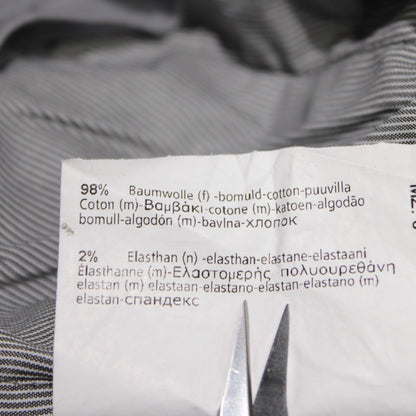 98% Baumwolle (f) -bomuld-cotton-puuvilla
Coton (m)-Βαμβάκι-cotone (m)-katoen-algodão
bomull-algodón (m)-bavlna-хлопок
2% Elasthan (n) -elasthan-elastane-elastaani
Élasthanne (m)-Ελαστομερής πολυουρεθάνη
elastan (m) elastaan-elastano-elastan-elastano (m)
elastan-спандекс